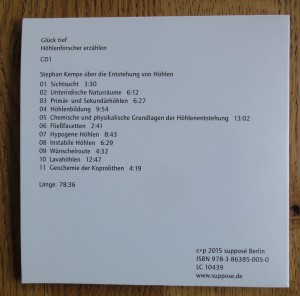 Glück tief
Höhlenforscher erzählen
CD1
Stephan Kempe über die Entstehung von Höhlen
01 Sichtsucht 3:30
02 Unterirdische Naturräume 6:12
03 Primär- und Sekundärhöhlen 6:27
04 Höhlenbildung 9:54
05 Chemische und physikalische Grundlagen der Höhlenentstehung 13:02
06 Fließfacetten 2:41
07 Hypogene Höhlen 8:43
08 Instabile Höhlen 6:29
09 Wünschelroute 4:32
10 Lavahöhlen 12:47
11 Geochemie der Koprolithen 4:19
Länge: 78:36
c+p 2015 supposé Berlin
ISBN 978-3-86385-005-0
LC 10439
www.suppose.de